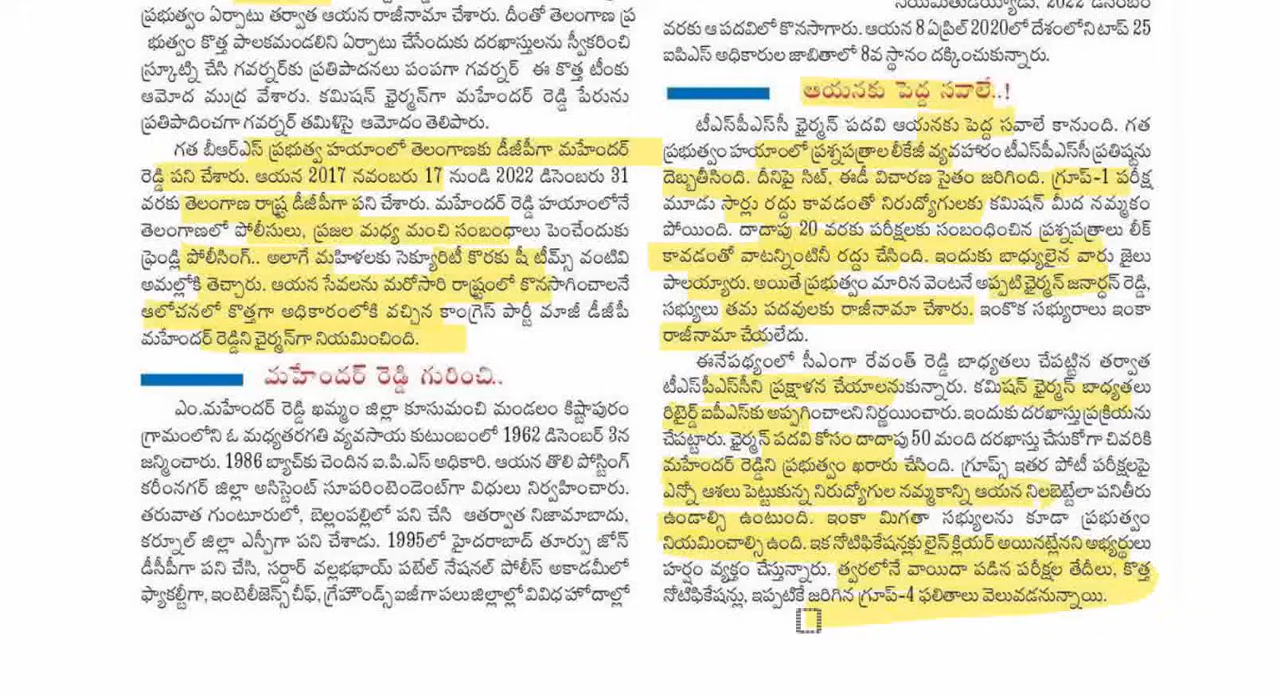 ప్రభుత్వం ఏర్పాటు తర్వాత ఆయన రాజీనామా చేశారు. దీంతో తెలంగాణ ప్ర
భుత్వం కొత్త పాలకమండలిని ఏర్పాటు చేసేందుకు దరఖాస్తులను స్వీకరించి
స్క్రూట్ని చేసి గవర్నర్‌కు ప్రతిపాదనలు పంపగా గవర్నర్ ఈ కొత్త టీంకు
ఆమోద ముద్ర వేశారు. కమిషన్ ఛైర్మన్‌గా మహేందర్ రెడ్డి పేరును
ప్రతిపాదించగా గవర్నర్ తమిళిసై ఆమోదం తెలిపారు.
గత బీఆర్ఎస్ ప్రభుత్వ హయాంలో తెలంగాణకు డీజీపీగా మహేందర్
రెడ్డి పని చేశారు. ఆయన 2017 నవంబరు 17 నుండి 2022 డిసెంబరు 31
వరకు తెలంగాణ రాష్ట్ర డీజీపీగా పని చేశారు. మహేందర్ రెడ్డి హయాంలోనే
తెలంగాణలో పోలీసులు, ప్రజల మధ్య మంచి సంబంధాలు పెంచేందుకు
ఫ్రెండ్లి పోలీసింగ్.. అలాగే మహిళలకు సెక్యూరిటీ కొరకు షీ టీమ్స్ వంటివి
అమల్లోకి తెచ్చారు. ఆయన సేవలను మరోసారి రాష్ట్రంలో కొనసాగించాలనే
ఆలోచనలో కొత్తగా అధికారంలోకి వచ్చిన కాంగ్రెస్ పార్టీ మాజీ డీజీపీ
మహేందర్ రెడ్డిని చైర్మన్‌గా నియమించింది.
మహేందర్ రెడ్డి గురించి..
ఎం.మహేందర్ రెడ్డి ఖమ్మం జిల్లా కూసుమంచి మండలం కిష్టాపురం
గ్రామంలోని ఓ మధ్యతరగతి వ్యవసాయ కుటుంబంలో 1962 డిసెంబర్ 3న
జన్మించారు. 1986 బ్యాచ్‌కు చెందిన ఐ.పి.ఎస్ అధికారి. ఆయన తొలి పోస్టింగ్
కరీంనగర్ జిల్లా అసిస్టెంట్ సూపరింటెండెంట్‌గా విధులు నిర్వహించారు.
తరువాత గుంటూరులో, బెల్లంపల్లిలో పని చేసి ఆతర్వాత నిజామాబాదు,
కర్నూల్ జిల్లా ఎస్పీగా పని చేశాడు. 1995లో హైదరాబాద్ తూర్పు జోన్
డీసీపీగా పని చేసి, సర్దార్ వల్లభభాయ్ పటేల్ నేషనల్ పోలీస్ అకాడమీలో
ఫ్యాకల్టీగా, ఇంటెలీజెన్స్ చీఫ్, గ్రేహౌండ్స్ ఐజీగా పలు జిల్లాల్లో వివిధ హోదాల్లో
నియమితుడయ్యాడు. 2022 డిసెంబర్
వరకు ఆ పదవిలో కొనసాగారు. ఆయన 8 ఏప్రిల్ 2020లో దేశంలోని టాప్ 25
ఐపిఎస్ అధికారుల జాబితాలో 8వ స్థానం దక్కించుకున్నారు.
ఆయనకు పెద్ద సవాలే..!
టీఎస్‌పీఎస్‌సీ ఛైర్మన్ పదవి ఆయనకు పెద్ద సవాలే కానుంది. గత
ప్రభుత్వం హయాంలో ప్రశ్నపత్రాల లీకేజీ వ్యవహారం టీఎస్‌పీఎస్‌సీ ప్రతిష్ఠను
దెబ్బతీసింది. దీనిపై సిట్, ఈడీ విచారణ సైతం జరిగింది. గ్రూప్-1 పరీక్ష
మూడు సార్లు రద్దు కావడంతో నిరుద్యోగులకు కమిషన్ మీద నమ్మకం
పోయింది. దాదాపు 20 వరకు పరీక్షలకు సంబంధించిన ప్రశ్నపత్రాలు లీక్
కావడంతో వాటన్నింటినీ రద్దు చేసింది. ఇందుకు బాధ్యులైన వారు జైలు
పాలయ్యారు. అయితే ప్రభుత్వం మారిన వెంటనే అప్పటి ఛైర్మన్ జనార్ధన్ రెడ్డి,
సభ్యులు తమ పదవులకు రాజీనామా చేశారు. ఇంకొక సభ్యురాలు ఇంకా
రాజీనామా చేయలేదు.
ఈనేపథ్యంలో సీఎంగా రేవంత్ రెడ్డి బాధ్యతలు చేపట్టిన తర్వాత
టీఎస్‌పీఎస్‌సీని ప్రక్షాళన చేయాలనుకున్నారు. కమిషన్ ఛైర్మన్ బాధ్యతలు
రిటైర్డ్ ఐపీఎస్‌కు అప్పగించాలని నిర్ణయించారు. ఇందుకు దరఖాస్తు ప్రక్రియను
చేపట్టారు. ఛైర్మన్ పదవి కోసం దాదాపు 50 మంది దరఖాస్తు చేసుకోగా చివరికి
మహేందర్ రెడ్డిని ప్రభుత్వం ఖరారు చేసింది. గ్రూప్స్ ఇతర పోటీ పరీక్షలపై
ఎన్నో ఆశలు పెట్టుకున్న నిరుద్యోగుల నమ్మకాన్ని ఆయన నిలబెట్టేలా పనితీరు
ఉండాల్సి ఉంటుంది. ఇంకా మిగతా సభ్యులను కూడా ప్రభుత్వం
నియమించాల్సి ఉంది. ఇక నోటిఫికేషన్లకు లైన్ క్లియర్ అయినట్లేనని అభ్యర్థులు
హర్షం వ్యక్తం చేస్తున్నారు. త్వరలోనే వాయిదా పడిన పరీక్షల తేదీలు, కొత్త
నోటిఫికేషన్లు, ఇప్పటికే జరిగిన గ్రూప్-4 ఫలితాలు వెలువడనున్నాయి.